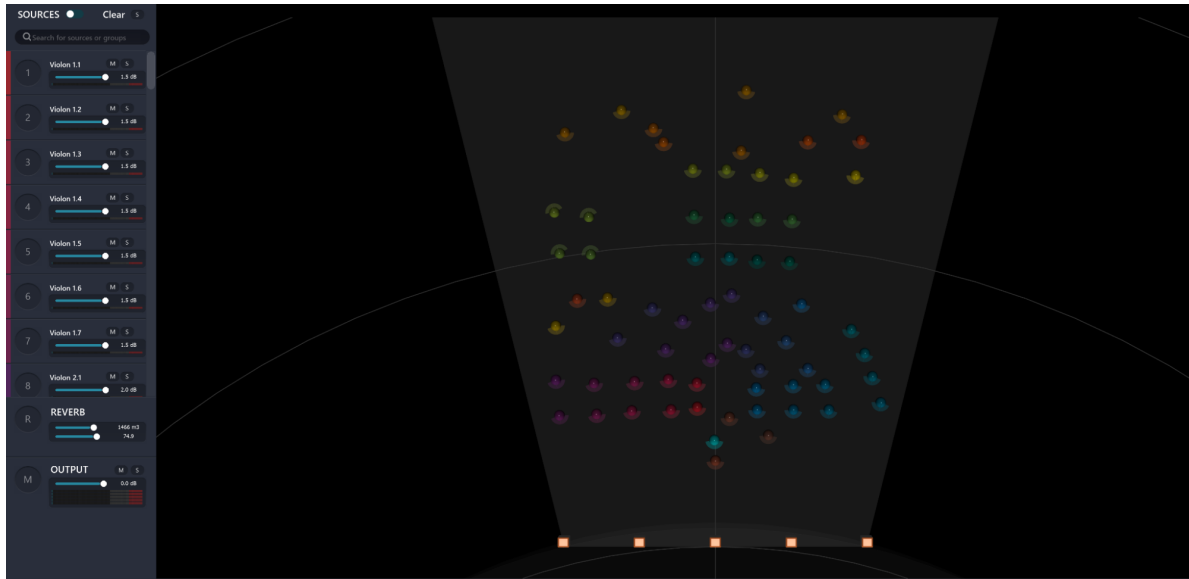 SOURCES Clear S
Search for sources or groups
1 Violon 1.1 M S
1.5 dB
2 Violon 1.2 M S
1.5 dB
3 Violon 1.3 M S
1.5 dB
4 Violon 1.4 M S
1.5 dB
5 Violon 1.5 M S
1.5 dB
6 Violon 1.6 M S
1.5 dB
7 Violon 1.7 M S
1.5 dB
8 Violon 2.1 M S
2.0 dB
R REVERB
1466 m3
74.9
M OUTPUT M S
0.0 dB